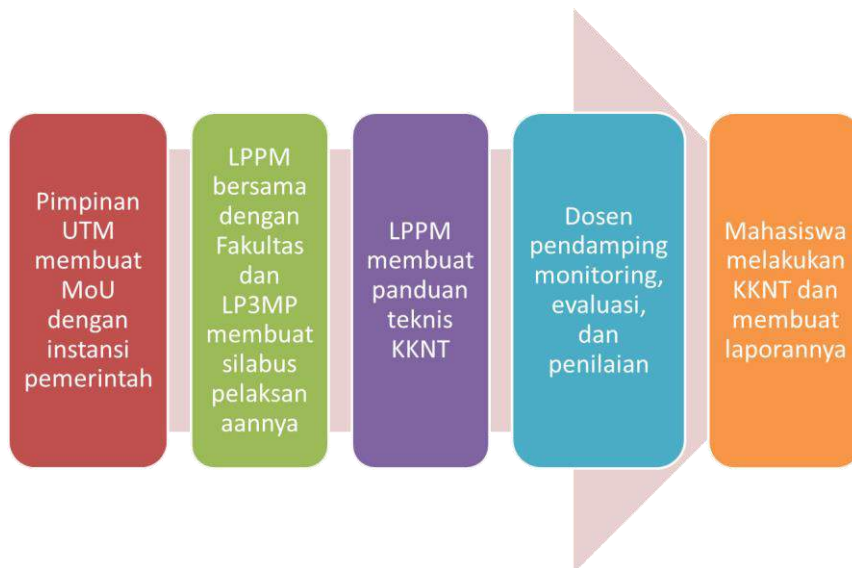 Pimpinan
UTM
membuat
MoU
dengan
instansi
pemerintah
LPPM
bersama
dengan
Fakultas
dan
LP3MP
membuat
silabus
pelaksan
aannya
LPPM
membuat
panduan
teknis
KKNT
Dosen
pendamping
monitoring,
evaluasi,
dan
penilaian
Mahasiswa
melakukan
KKNT dan
membuat
laporannya